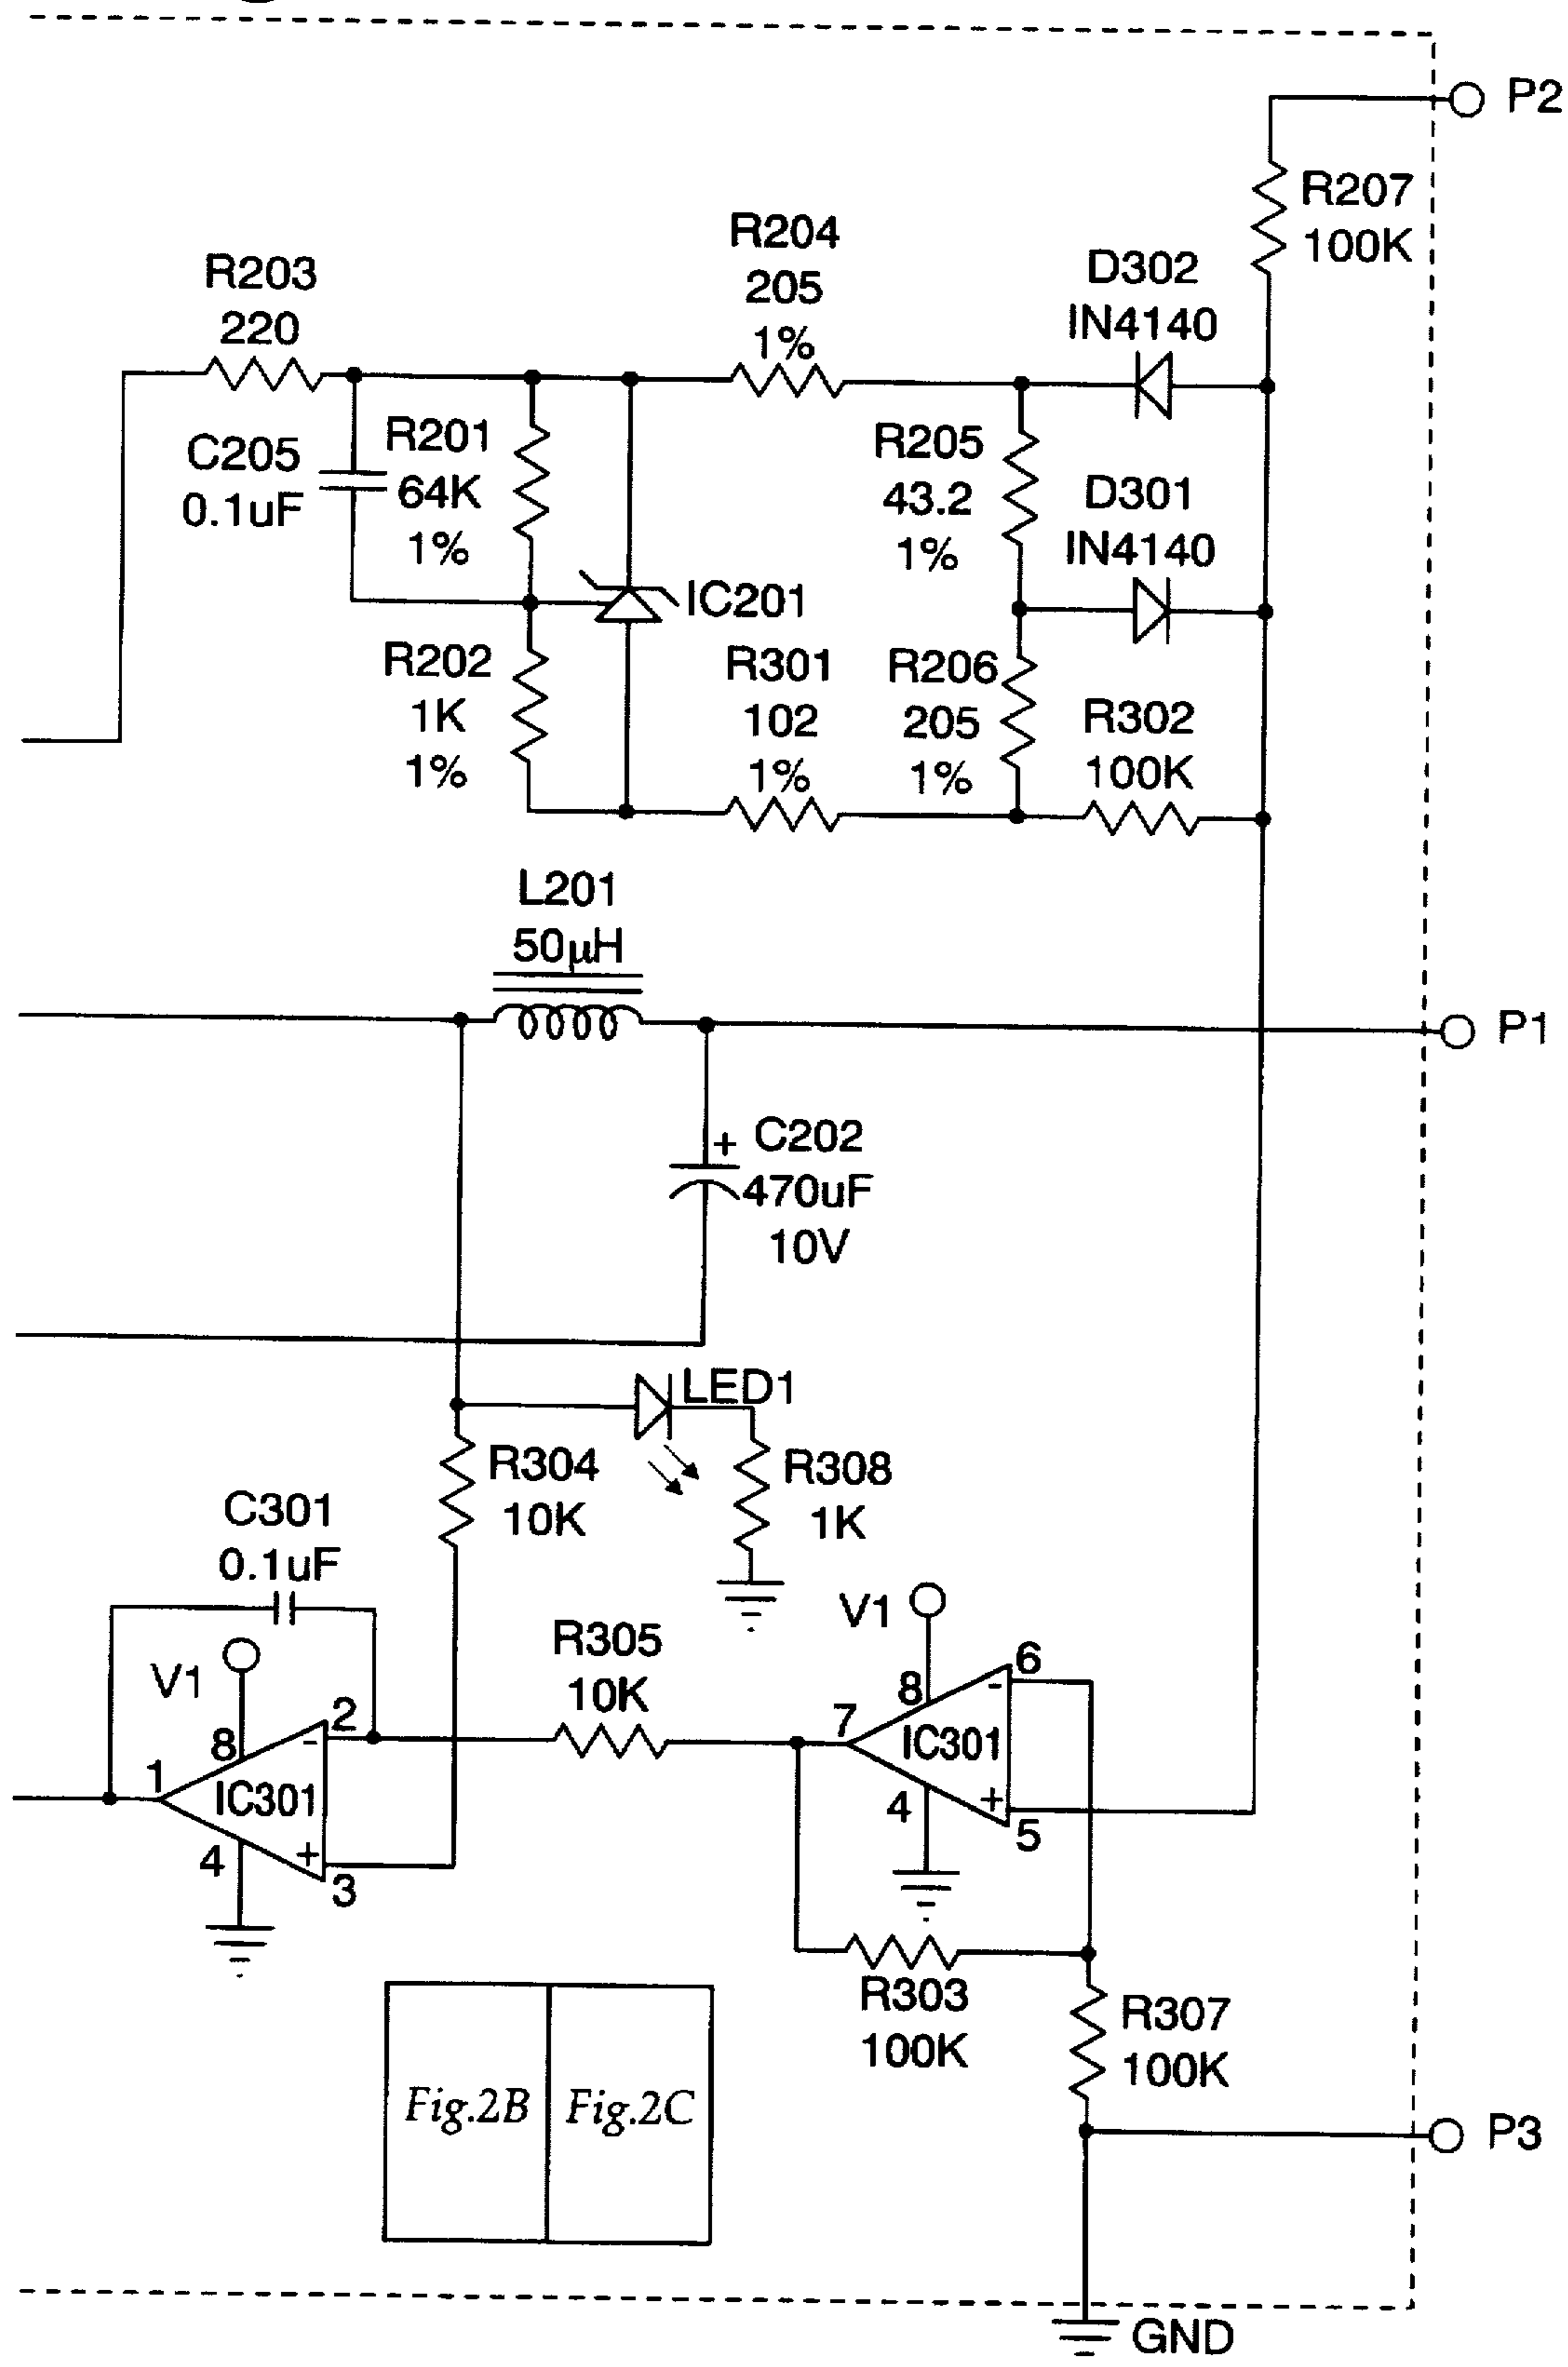 P2
R207
100K
R204
205
1%
D302
IN4140
R203
220
C205
0.1uF
R201
64K
1%
R205
43.2
1%
D301
IN4140
IC201
R202
1K
1%
R301
102
1%
R206
205
1%
R302
100K
L201
50μH
P1
+
C202
470uF
10V
LED1
R304
10K
R308
1K
C301
0.1uF
V1
8
2
-
1
IC301
4
+
3
R305
10K
V1
8
6
-
7
IC301
4
+
5
R303
100K
R307
100K
Fig.2B
Fig.2C
P3
GND